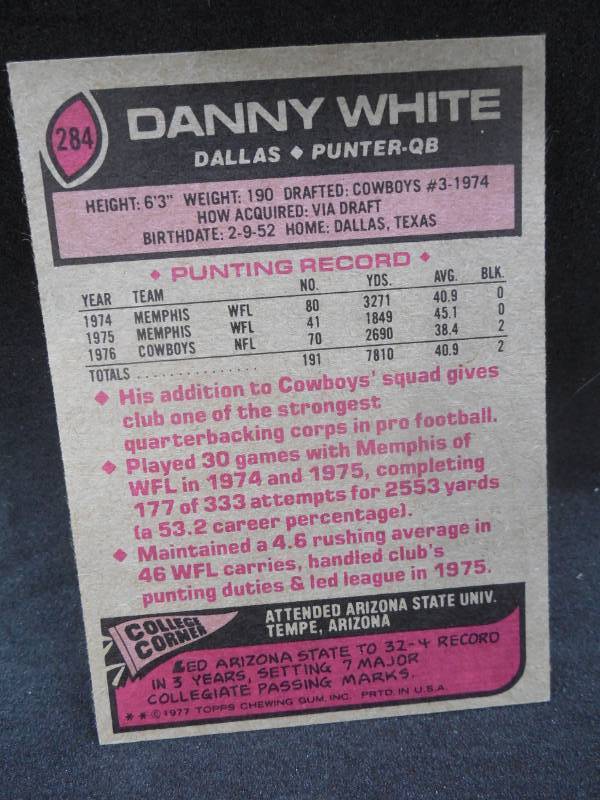 284
DANNY WHITE
DALLAS ◆ PUNTER-QB
HEIGHT: 6'3" WEIGHT: 190 DRAFTED: COWBOYS #3-1974
HOW ACQUIRED: VIA DRAFT
BIRTHDATE: 2-9-52 HOME: DALLAS, TEXAS
◆ PUNTING RECORD ◆
YEAR TEAM NO. YDS. AVG. BLK.
1974 MEMPHIS WFL 80 3271 40.9 0
1975 MEMPHIS WFL 41 1849 45.1 0
1976 COWBOYS NFL 70 2690 38.4 2
TOTALS . . . . . . . . . . . . . . . . 191 7810 40.9 2
◆ His addition to Cowboys' squad gives
club one of the strongest
quarterbacking corps in pro football.
◆ Played 30 games with Memphis of
WFL in 1974 and 1975, completing
177 of 333 attempts for 2553 yards
(a 53.2 career percentage).
◆ Maintained a 4.6 rushing average in
46 WFL carries, handled club's
punting duties & led league in 1975.
COLLEGE
CORNER
ATTENDED ARIZONA STATE UNIV.
TEMPE, ARIZONA
LED ARIZONA STATE TO 32-4 RECORD
IN 3 YEARS, SETTING 7 MAJOR
COLLEGIATE PASSING MARKS.
* * © 1977 TOPPS CHEWING GUM, INC. PRTD. IN U.S.A.